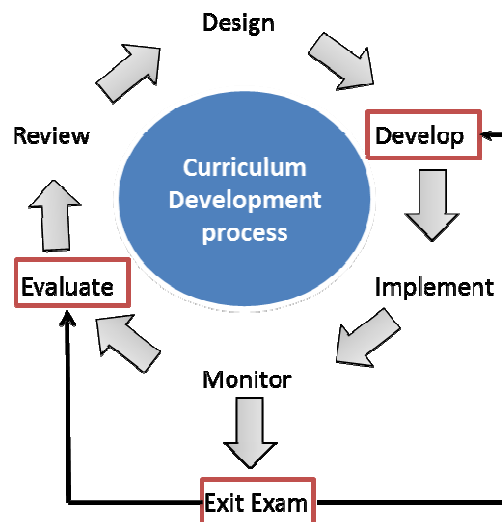 Design
Review
Develop
Curriculum
Development
process
Evaluate
Implement
Monitor
Exit Exam